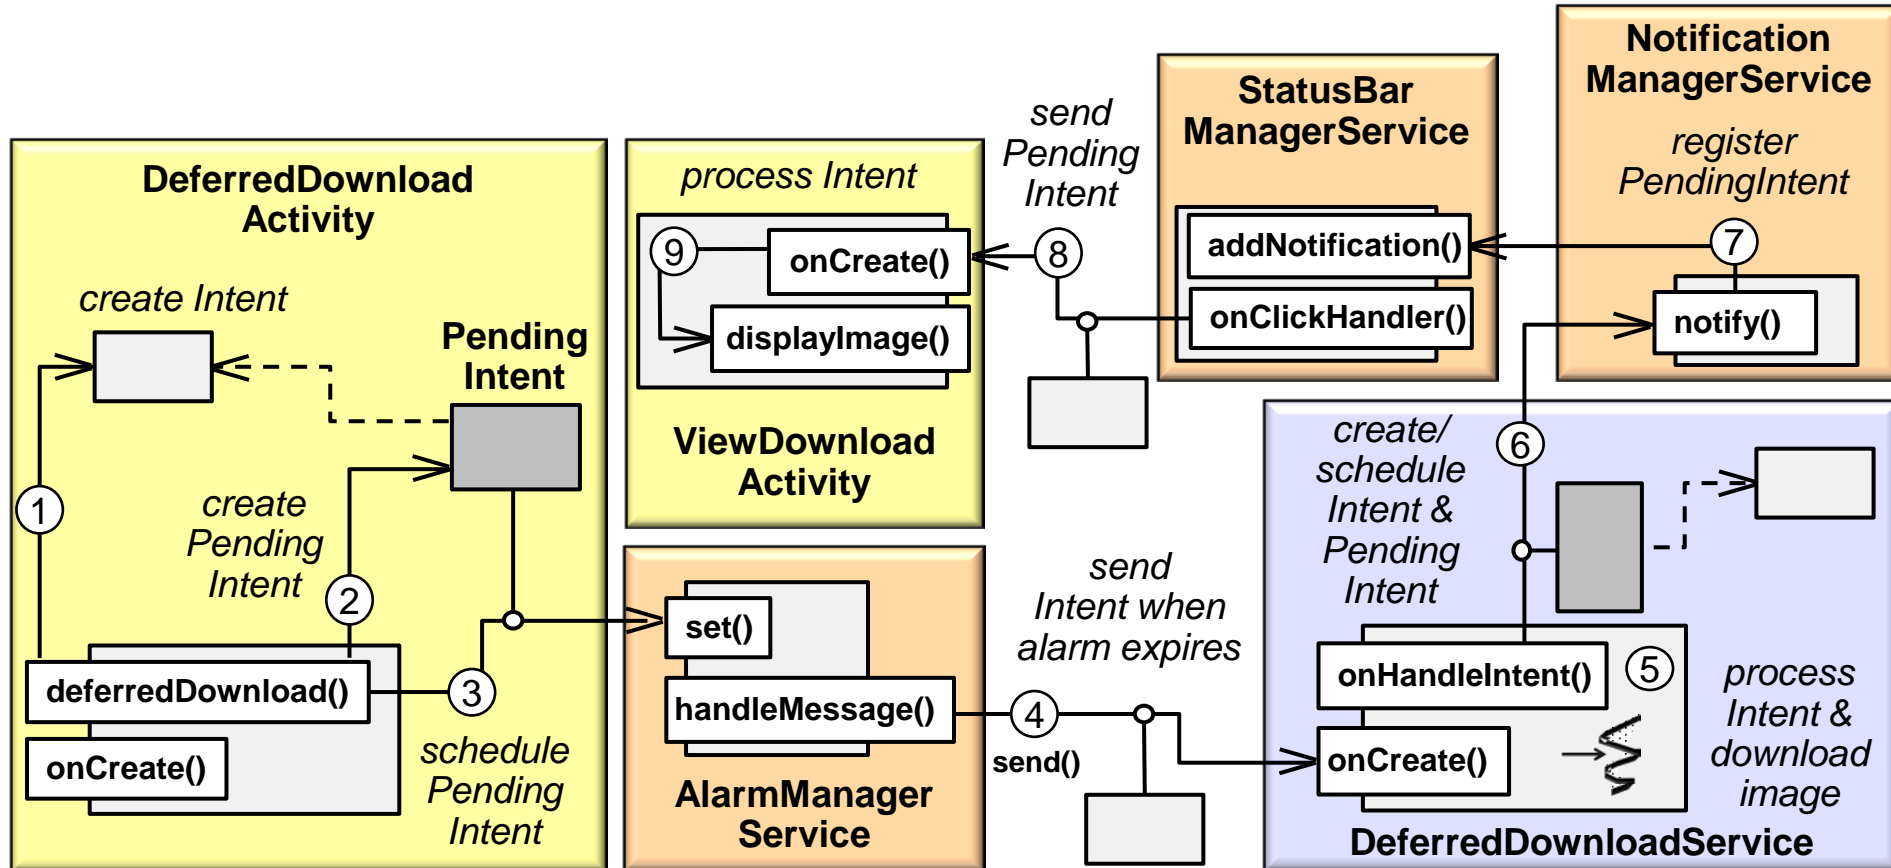 DeferredDownload
Activity
create Intent
Pending
Intent
1
create
Pending
Intent
2
deferredDownload()
3
onCreate()
schedule
Pending
Intent
process Intent
9
onCreate()
displayImage()
ViewDownload
Activity
send
Pending
Intent
8
StatusBar
ManagerService
addNotification()
onClickHandler()
Notification
ManagerService
register
PendingIntent
7
notify()
set()
handleMessage()
AlarmManager
Service
send
Intent when
alarm expires
4
send()
create/
schedule
Intent &
Pending
Intent
6
onHandleIntent()
5
onCreate()
process
Intent &
download
image
DeferredDownloadService